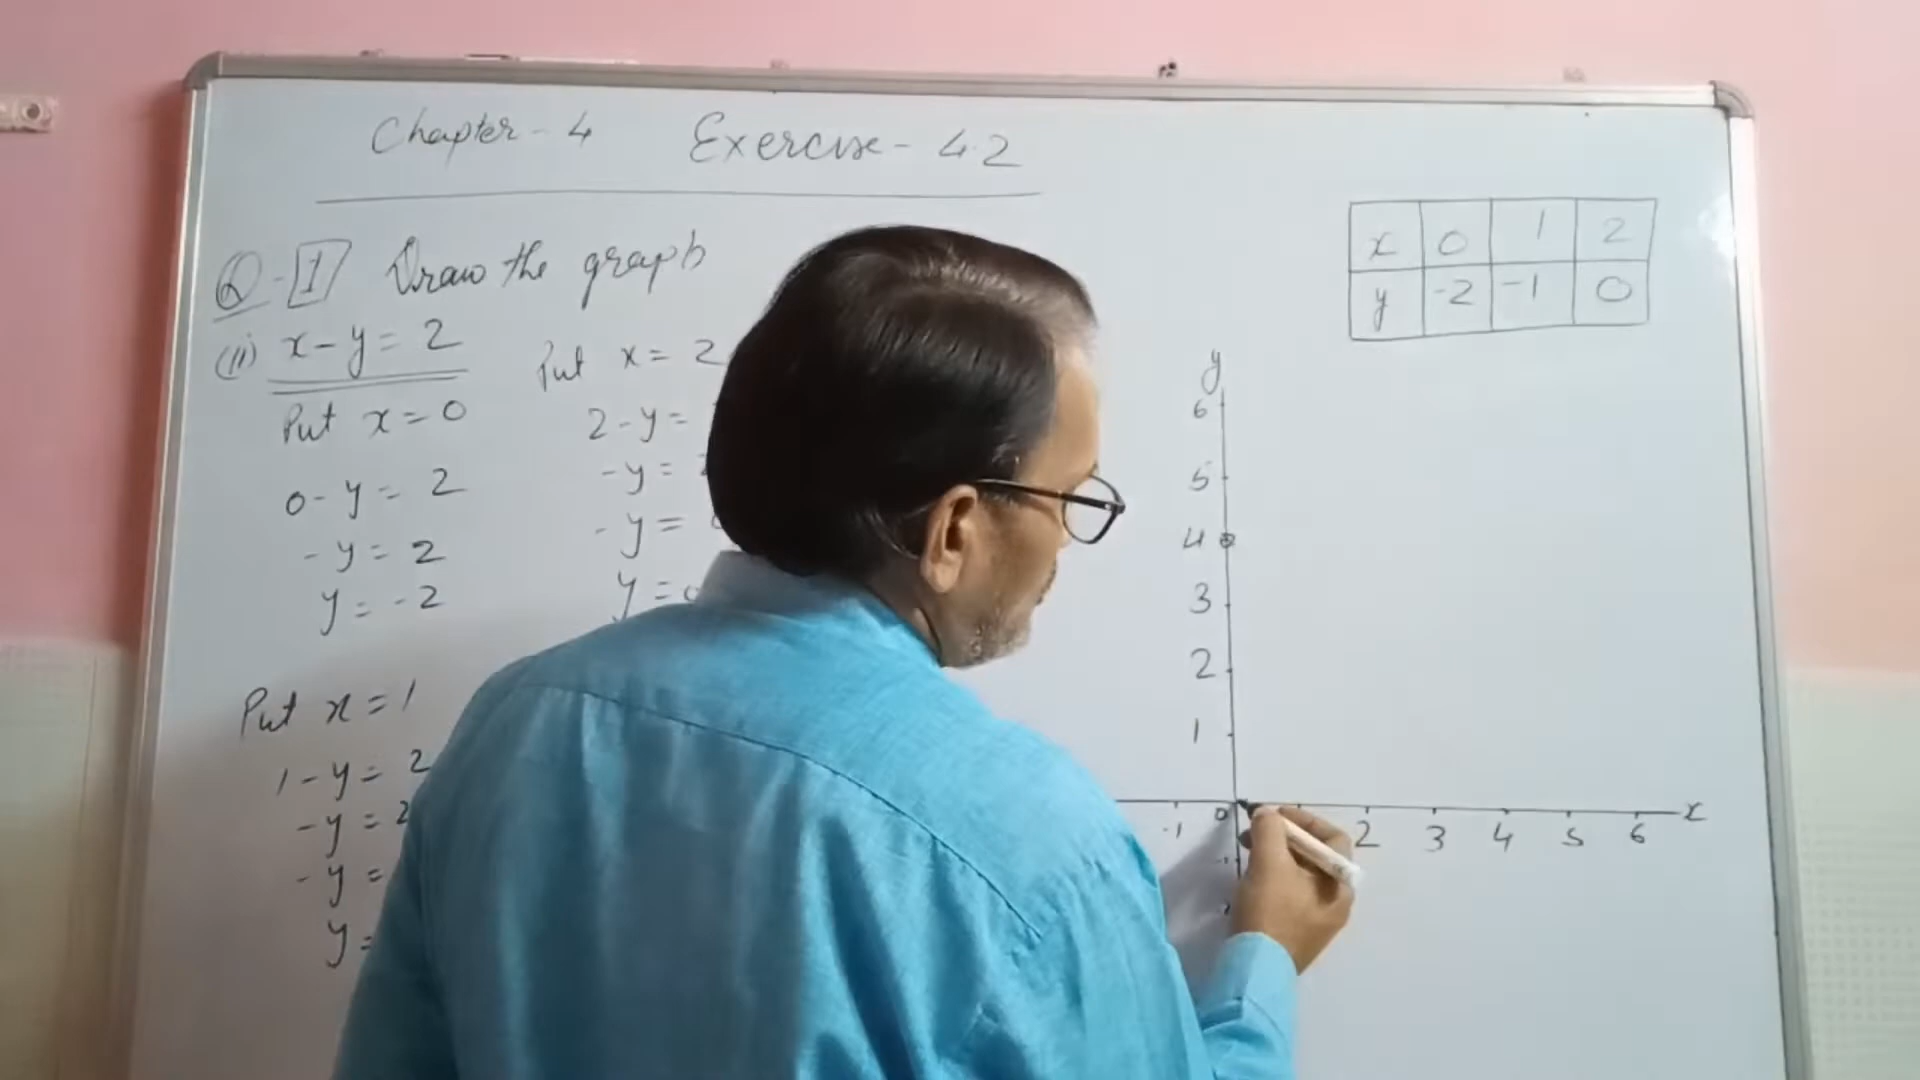 Chapter - 4 Exercise - 4.2
Q-1 Draw the graph
(ii) x - y = 2
Put x = 0
0 - y = 2
- y = 2
y = -2
Put x = 1
1 - y = 2
- y = 2
- y =
y =
Put x = 2
2 - y =
- y =
- y =
y =
x 0 1 2
y -2 -1 0
y
6
5
4
3
2
1
-1 0 2 3 4 5 6 x
-1